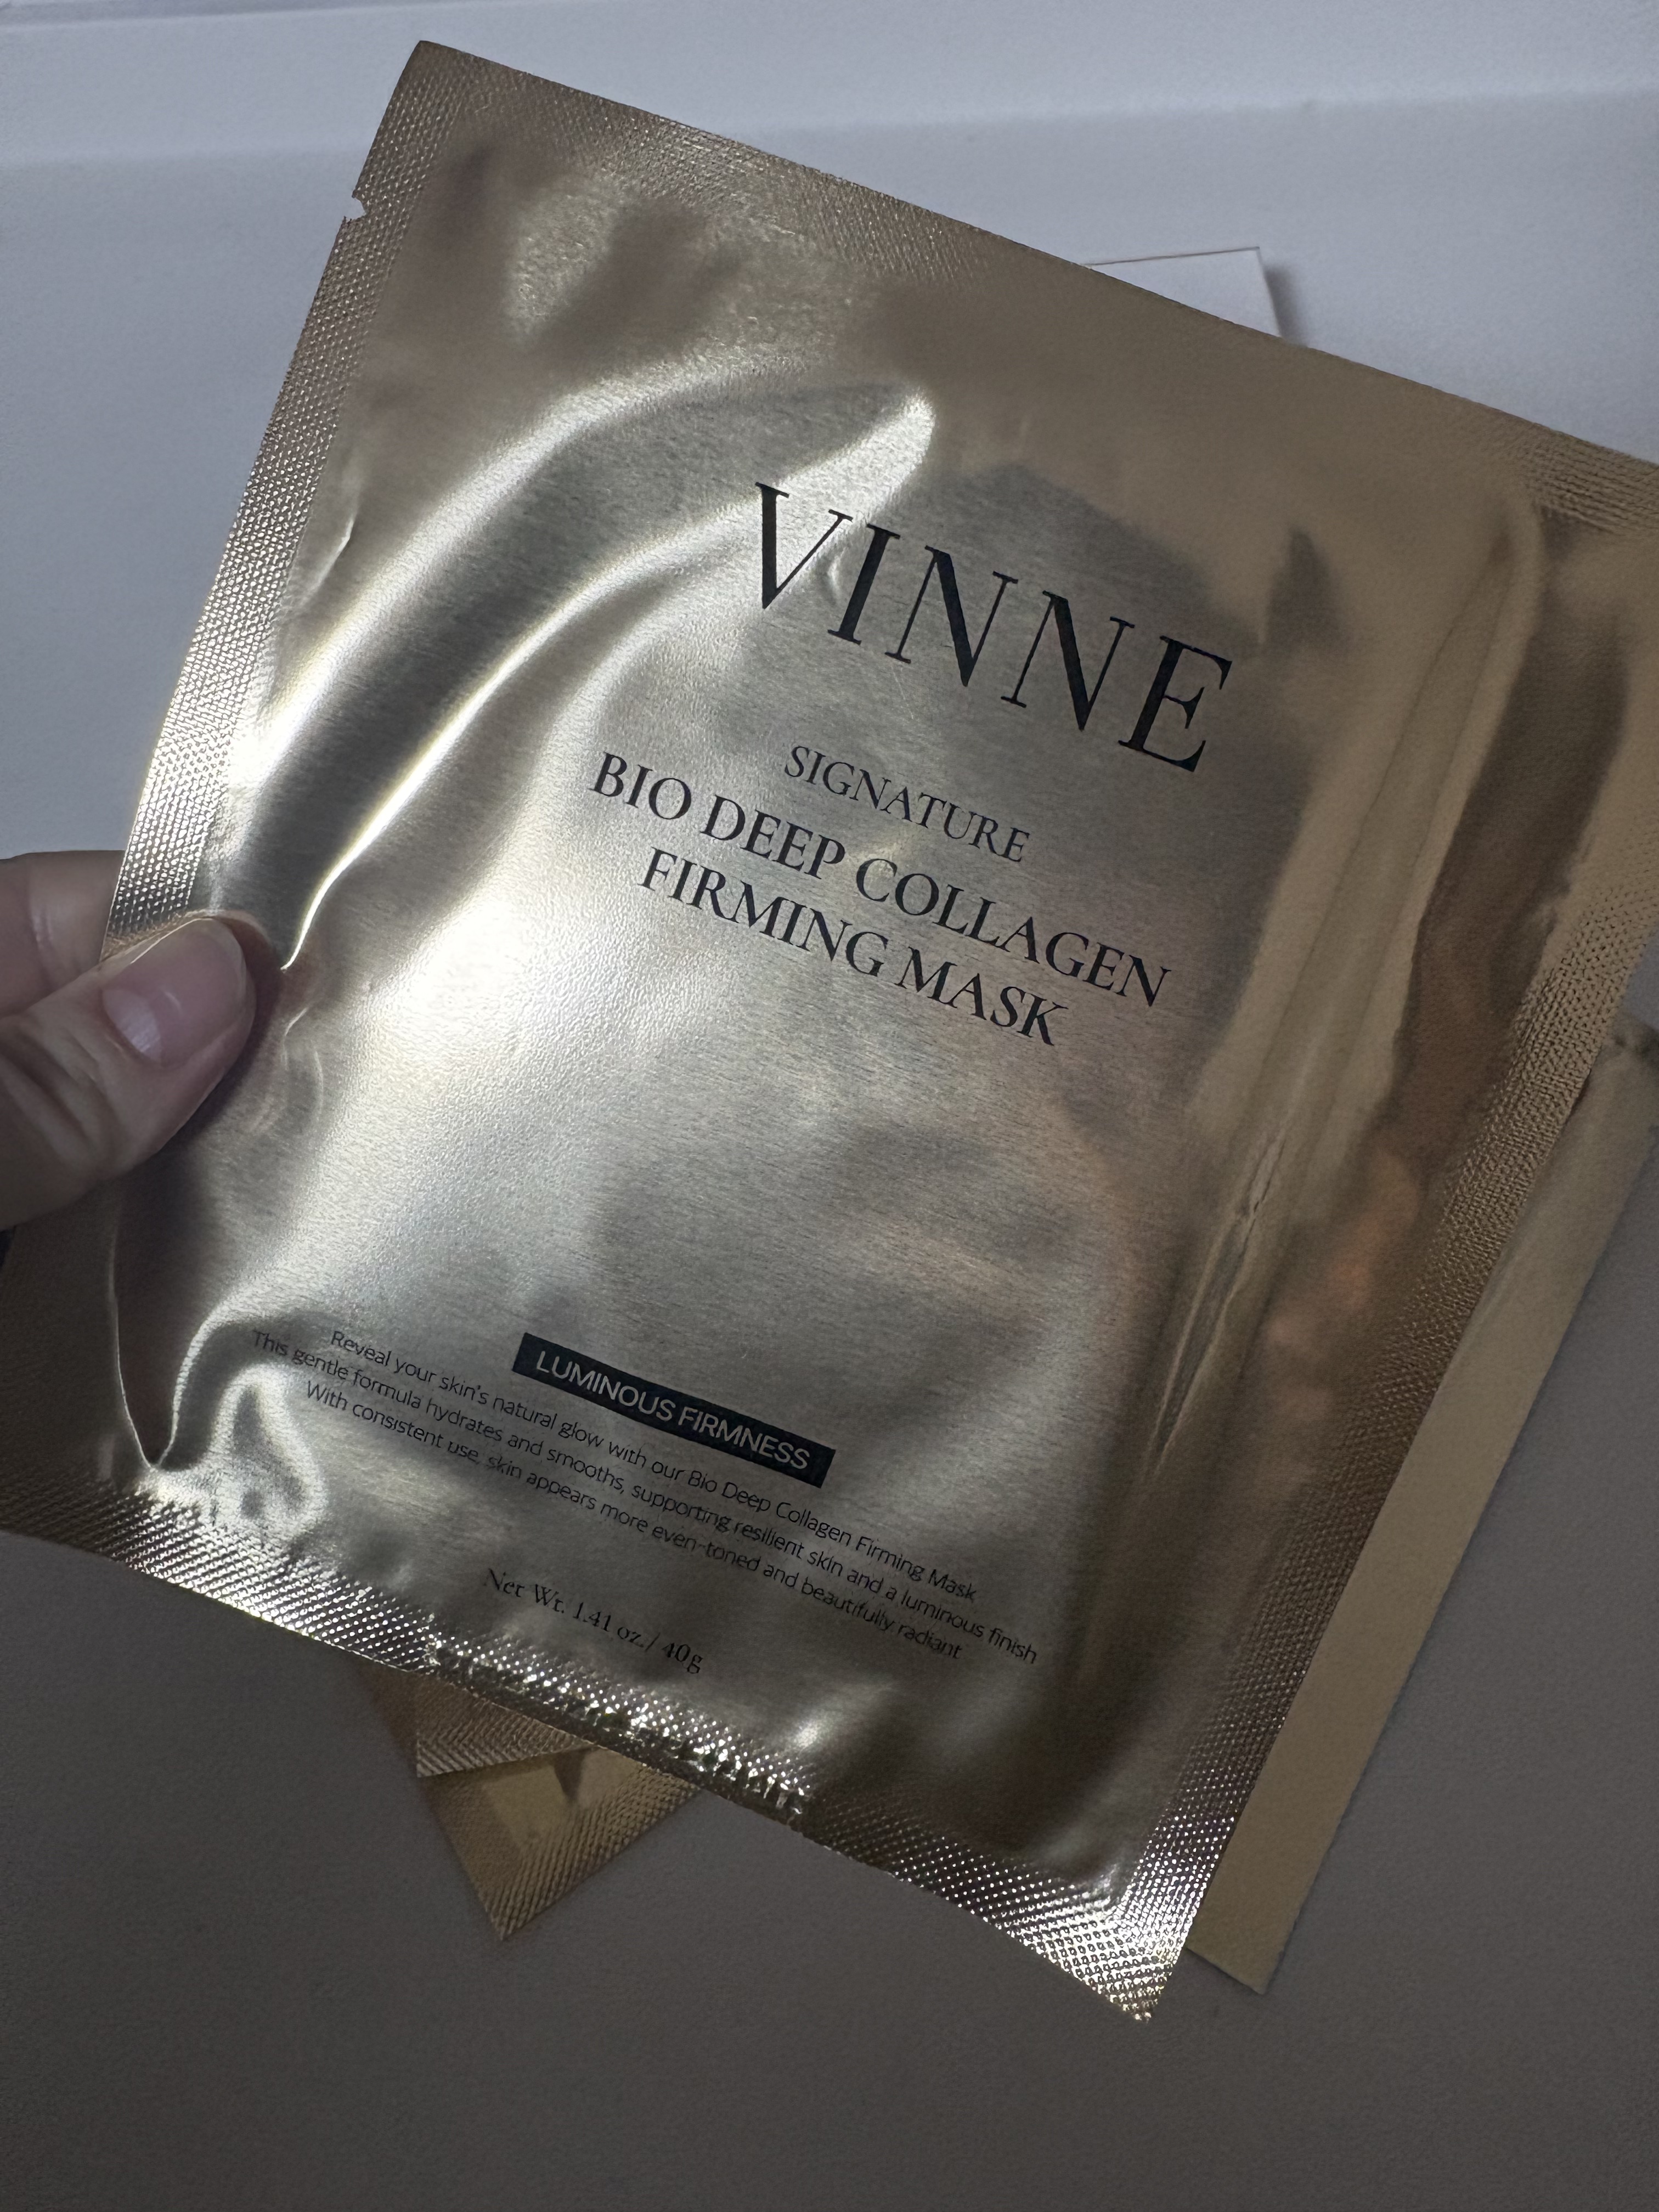 VINNE
SIGNATURE
BIO DEEP COLLAGEN
FIRMING MASK
LUMINOUS FIRMNESS
Reveal your skin's natural glow with our Bio Deep Collagen Firming Mask
This gentle formula hydrates and smooths, supporting resilient skin and a luminous finish
With consistent use, skin appears more even-toned and beautifully radiant
Net Wt. 1.41 oz./ 40g